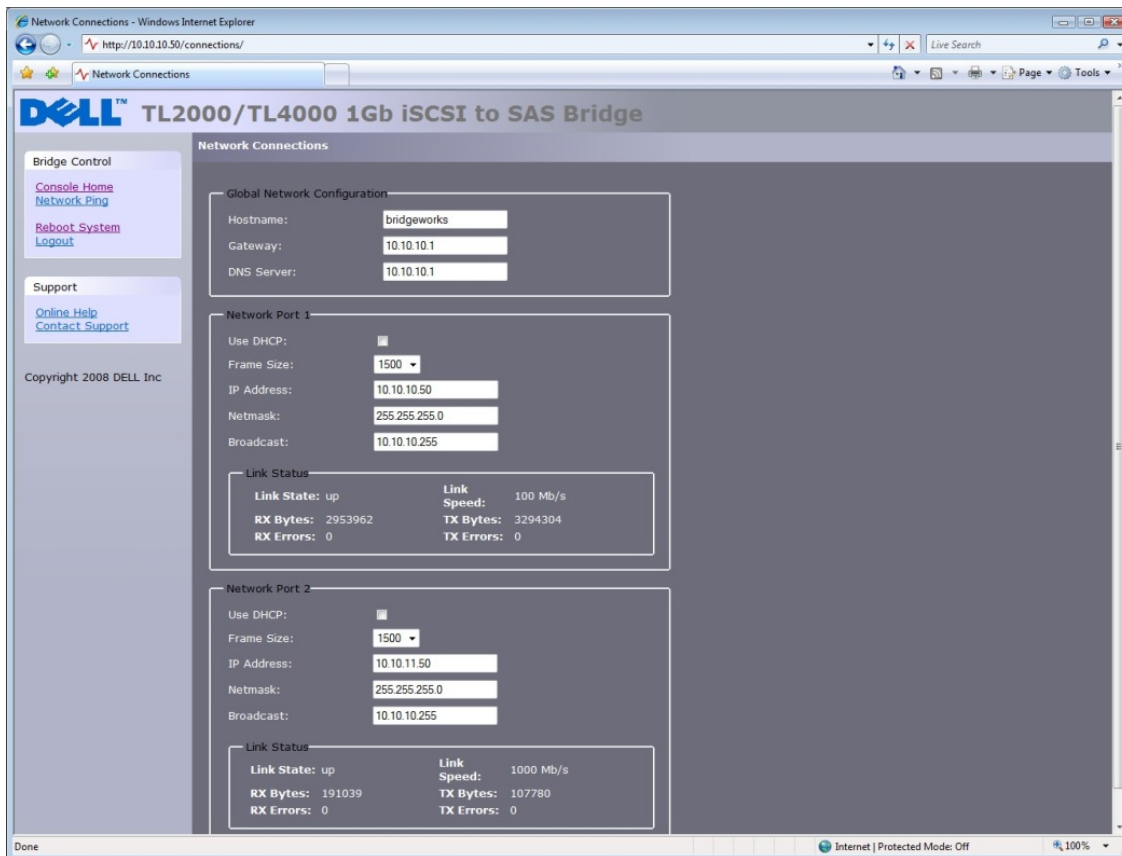 Network Connections - Windows Internet Explorer
http://10.10.10.50/connections/
Live Search
Network Connections
Page
Tools
DELL™ TL2000/TL4000 1Gb iSCSI to SAS Bridge
Network Connections
Bridge Control
Console Home
Network Ping
Reboot System
Logout
Support
Online Help
Contact Support
Copyright 2008 DELL Inc
Global Network Configuration
Hostname: bridgeworks
Gateway: 10.10.10.1
DNS Server: 10.10.10.1
Network Port 1
Use DHCP:
Frame Size: 1500
IP Address: 10.10.10.50
Netmask: 255.255.255.0
Broadcast: 10.10.10.255
Link Status
Link State: up Link Speed: 100 Mb/s
RX Bytes: 2953962 TX Bytes: 3294304
RX Errors: 0 TX Errors: 0
Network Port 2
Use DHCP:
Frame Size: 1500
IP Address: 10.10.11.50
Netmask: 255.255.255.0
Broadcast: 10.10.10.255
Link Status
Link State: up Link Speed: 1000 Mb/s
RX Bytes: 191039 TX Bytes: 107780
RX Errors: 0 TX Errors: 0
Done
Internet | Protected Mode: Off
100%